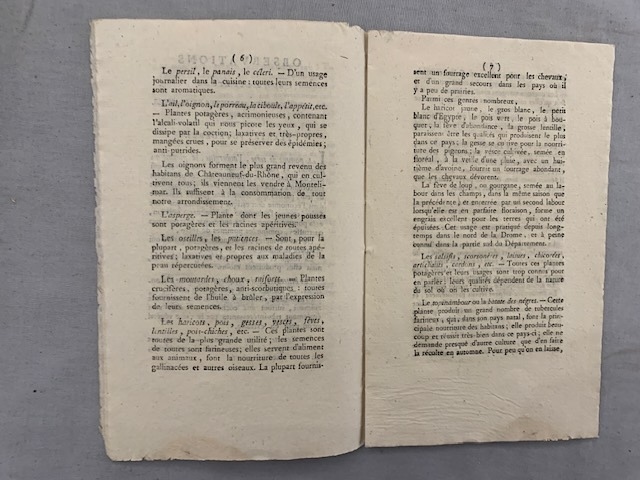 ( 6 )
Le persil, le panais, le céleri. — D'un usage
journalier dans la cuisine : toutes leurs semences
sont aromatiques.
L'ail, l'oignon, le porreau, la ciboule, l'appétit, etc.
— Plantes potagères, acrimonieuses, contenant
l'alcali-volatil qui nous picote les yeux, qui se
dissipe par la coction; laxatives et très-propres,
mangées crues, pour se préserver des épidémies;
anti-putrides.
Les oignons forment le plus grand revenu des
habitans de Châteauneuf-du-Rhône, qui en cul-
tivent tous; ils viennent les vendre à Monteli-
mar. Ils suffisent à la consommation de tout
notre arrondissement.
L'asperge. — Plante dont les jeunes pousses
sont potagères et les racines apéritives.
Les oseilles, les patiences — Sont, pour la
plupart, potagères, et les racines de toutes apéri-
tives; laxatives et propres aux maladies de la
peau répercutées.
Les moutardes, choux, raiforts. — Plantes
crucifères, potagères, anti-scorbutiques : toutes
fournissent de l'huile à brûler, par l'expression
de leurs semences.
Les haricots, pois, gesses, vesces, fèves,
lentilles, pois-chiches, etc. — Ces plantes sont
toutes de la plus grande utilité; les semences
de toutes sont farineuses; elles servent d'aliment
aux animaux, font la nourriture de toutes les
gallinacées et autres oiseaux. La plupart fournis-
( 7 )
sent un fourrage excellent pour les chevaux,
et d'un grand secours dans les pays où il
y a peu de prairies.
Parmi ces genres nombreux,
Le haricot jaune, le gros blanc, le petit
blanc d'Egypte, le pois vert, le pois à bou-
quet, la fève d'abondance, la grosse lentille,
paraissent être les qualités qui produisent le plus
dans ce pays; la gesse se cultive pour la nourri-
ture des pigeons; la vesce cultivée, semée en
floréal, à la veille d'une pluie, avec un hui-
tième d'avoine, fournit un fourrage abondant,
que les chevaux dévorent.
La fève de loup, ou gourgane, semée au la-
bour dans les champs, dans la même saison que
la précédente; et enterrée par un second labour
lorsqu'elle est en parfaite floraison, forme un
engrais excellent pour les terres qui ont été
épuisées. Cet usage est pratiqué depuis long-
temps dans le nord de la Drome, et à peine
connu dans la partie sud du Département.
Les salsifis, scorsonères, laitues, chicorées,
artichauts, cardons, etc. — Toutes ces plantes
potagères et leurs usages sont trop connus pour
en parler : leurs qualités dépendent de la nature
du sol où on les cultive.
Le topinambour ou la batate des nègres. — Cette
plante produit un grand nombre de tubercules
farineux, qui, dans son pays natal, font la prin-
cipale nourriture des habitans; elle produit beau-
coup et réussit très-bien dans ce pays-ci; elle ne
demande presqu'autre culture que d'en faire
la récolte en automne. Pour peu qu'on en laisse,